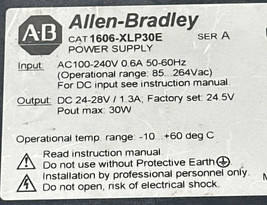 AB Allen-Bradley
CAT 1606-XLP30E SER A
POWER SUPPLY
Input: AC100-240V 0.6A 50-60Hz
(Operational range: 85...264Vac)
For DC input see instruction manual.
Output: DC 24-28V / 1.3A; Factory set: 24.5V
Pout max: 30W
Operational temp. range: -10...+60 deg C
Read instruction manual.
Do not use without Protective Earth
Installation by professional personnel only.
Do not open, risk of electrical shock.